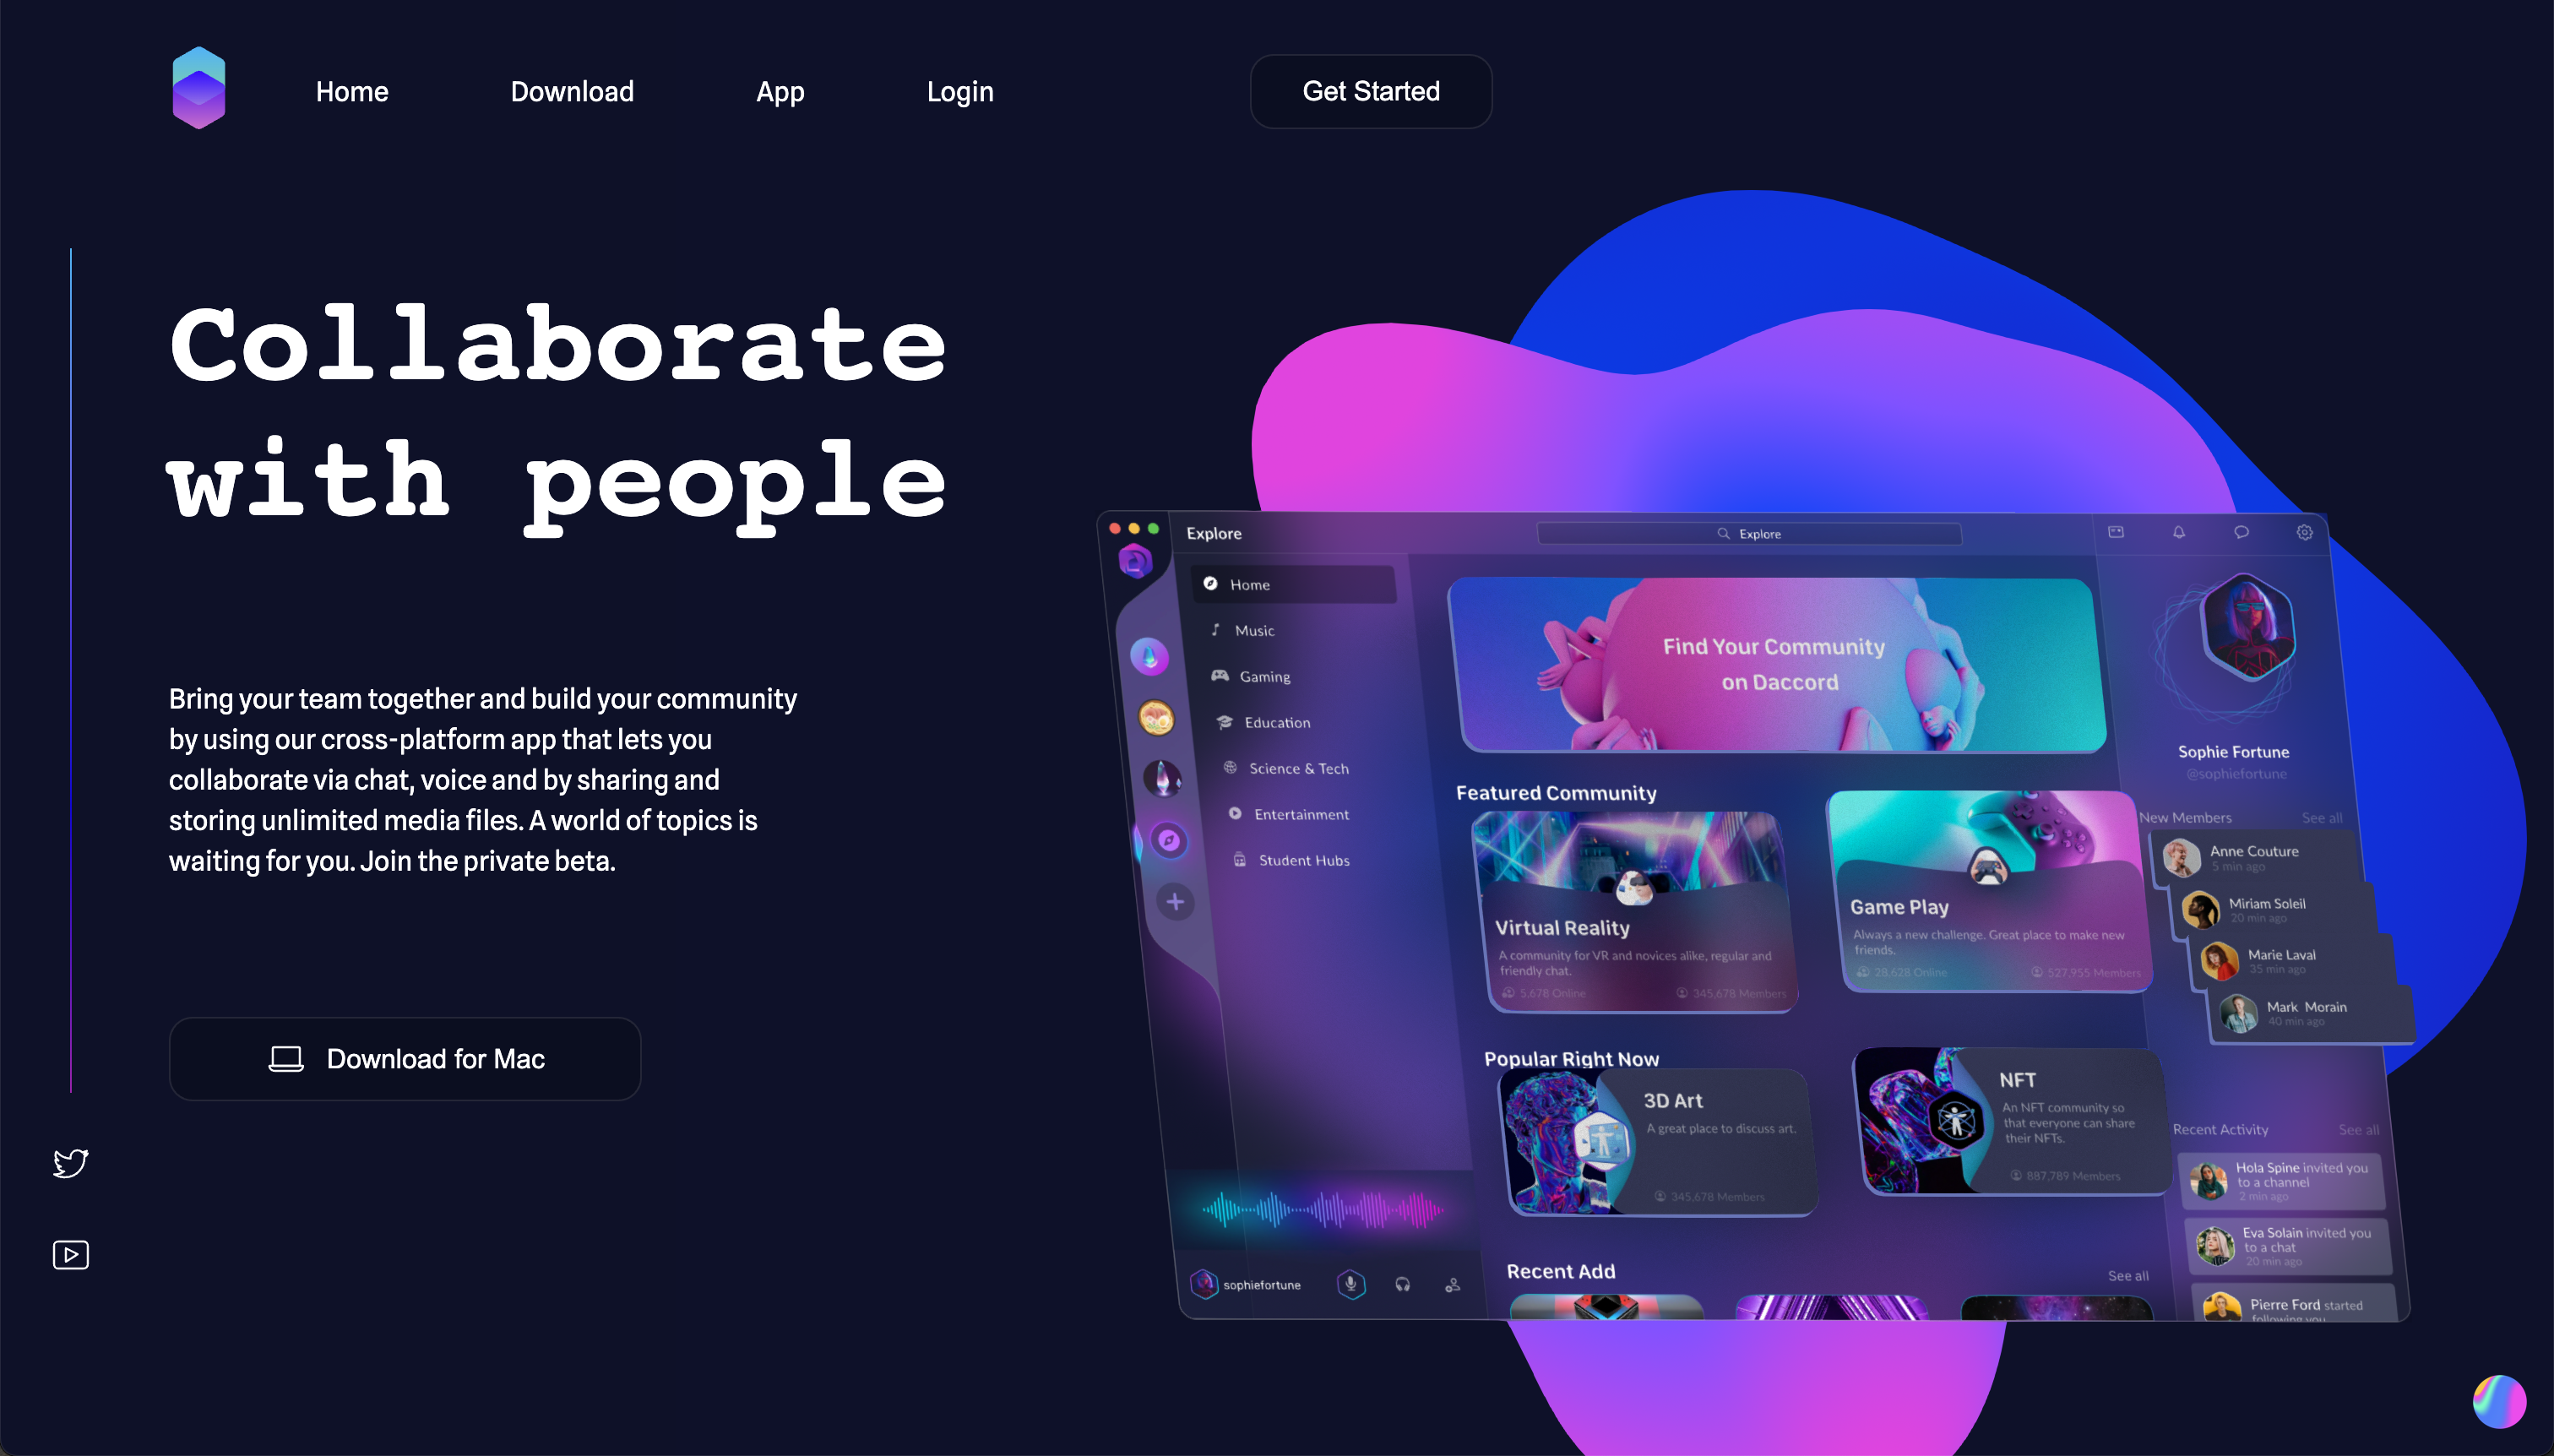 Home
Download
App
Login
Get Started
Collaborate
with people
Bring your team together and build your community
by using our cross-platform app that lets you
collaborate via chat, voice and by sharing and
storing unlimited media files. A world of topics is
waiting for you. Join the private beta.
Download for Mac
Explore
Explore
Home
Music
Gaming
Education
Science & Tech
Entertainment
Student Hubs
sophiefortune
Find Your Community
on Daccord
Featured Community
Virtual Reality
A community for VR and novices alike, regular and
friendly chat.
5,678 Online
345,678 Members
Game Play
Always a new challenge. Great place to make new
friends.
28,628 Online
527,955 Members
Popular Right Now
3D Art
A great place to discuss art.
345,678 Members
NFT
An NFT community so
that everyone can share
their NFTs.
887,789 Members
Recent Add
See all
Sophie Fortune
@sophiefortune
New Members
See all
Anne Couture
5 min ago
Miriam Soleil
20 min ago
Marie Laval
35 min ago
Mark Morain
40 min ago
Recent Activity
See all
Hola Spine invited you
to a channel
2 min ago
Eva Solain invited you
to a chat
20 min ago
Pierre Ford started
following you